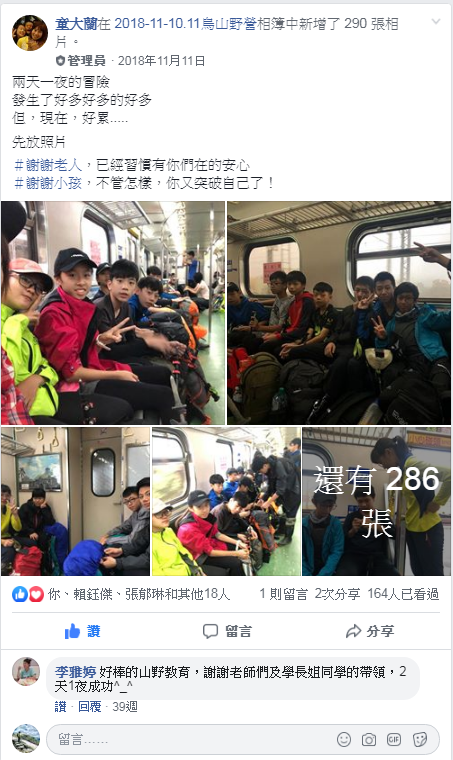 童大蘭在 2018-11-10.11鳥山野營相簿中新增了 290 張相
片。
管理員 · 2018年11月11日
兩天一夜的冒險
發生了好多好多的好多
但，現在，好累.....
先放照片
＃謝謝老人，已經習慣有你們在的安心
＃謝謝小孩，不管怎樣，你又突破自己了！
還有 286
張
你、賴鈺傑、張郁琳和其他18人
1 則留言 2次分享 164人已看過
讚 留言 分享
李雅婷 好棒的山野教育，謝謝老師們及學長姐同學的帶領，2
天1夜成功^_^
讚 · 回覆 · 39週
留言......
GIF